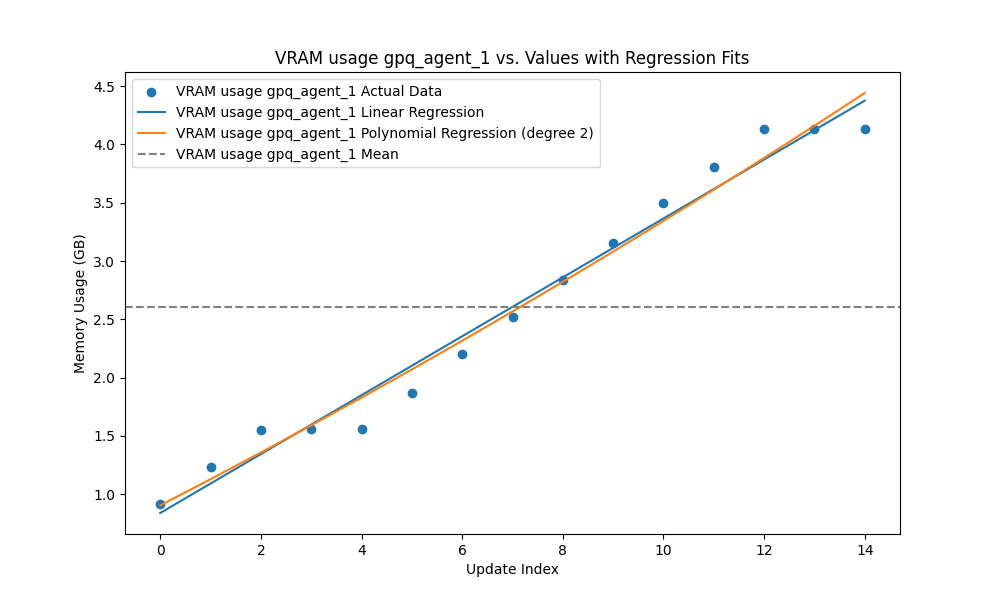 VRAM usage gpq_agent_1 vs. Values with Regression Fits
VRAM usage gpq_agent_1 Actual Data
VRAM usage gpq_agent_1 Linear Regression
VRAM usage gpq_agent_1 Polynomial Regression (degree 2)
VRAM usage gpq_agent_1 Mean
Memory Usage (GB)
4.5
4.0
3.5
3.0
2.5
2.0
1.5
1.0
0 2 4 6 8 10 12 14
Update Index